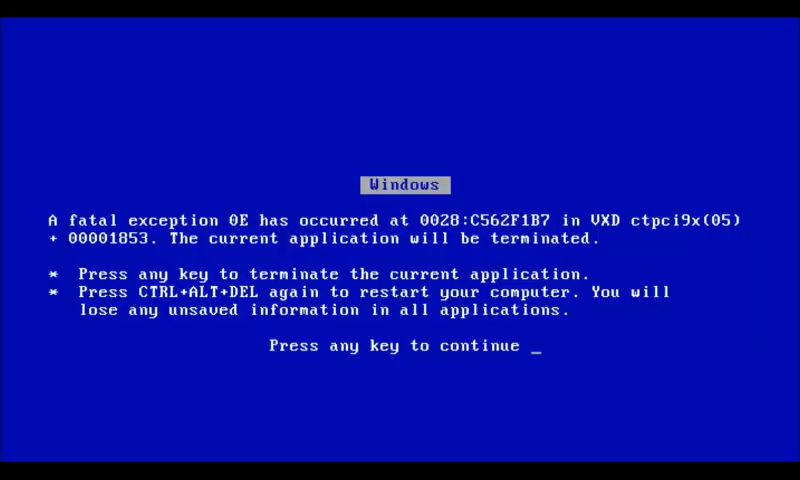 Windows
A fatal exception 0E has occurred at 0028:C562F1B7 in VXD ctpci9x(05)
+ 00001853. The current application will be terminated.
* Press any key to terminate the current application.
* Press CTRL+ALT+DEL again to restart your computer. You will
lose any unsaved information in all applications.
Press any key to continue _